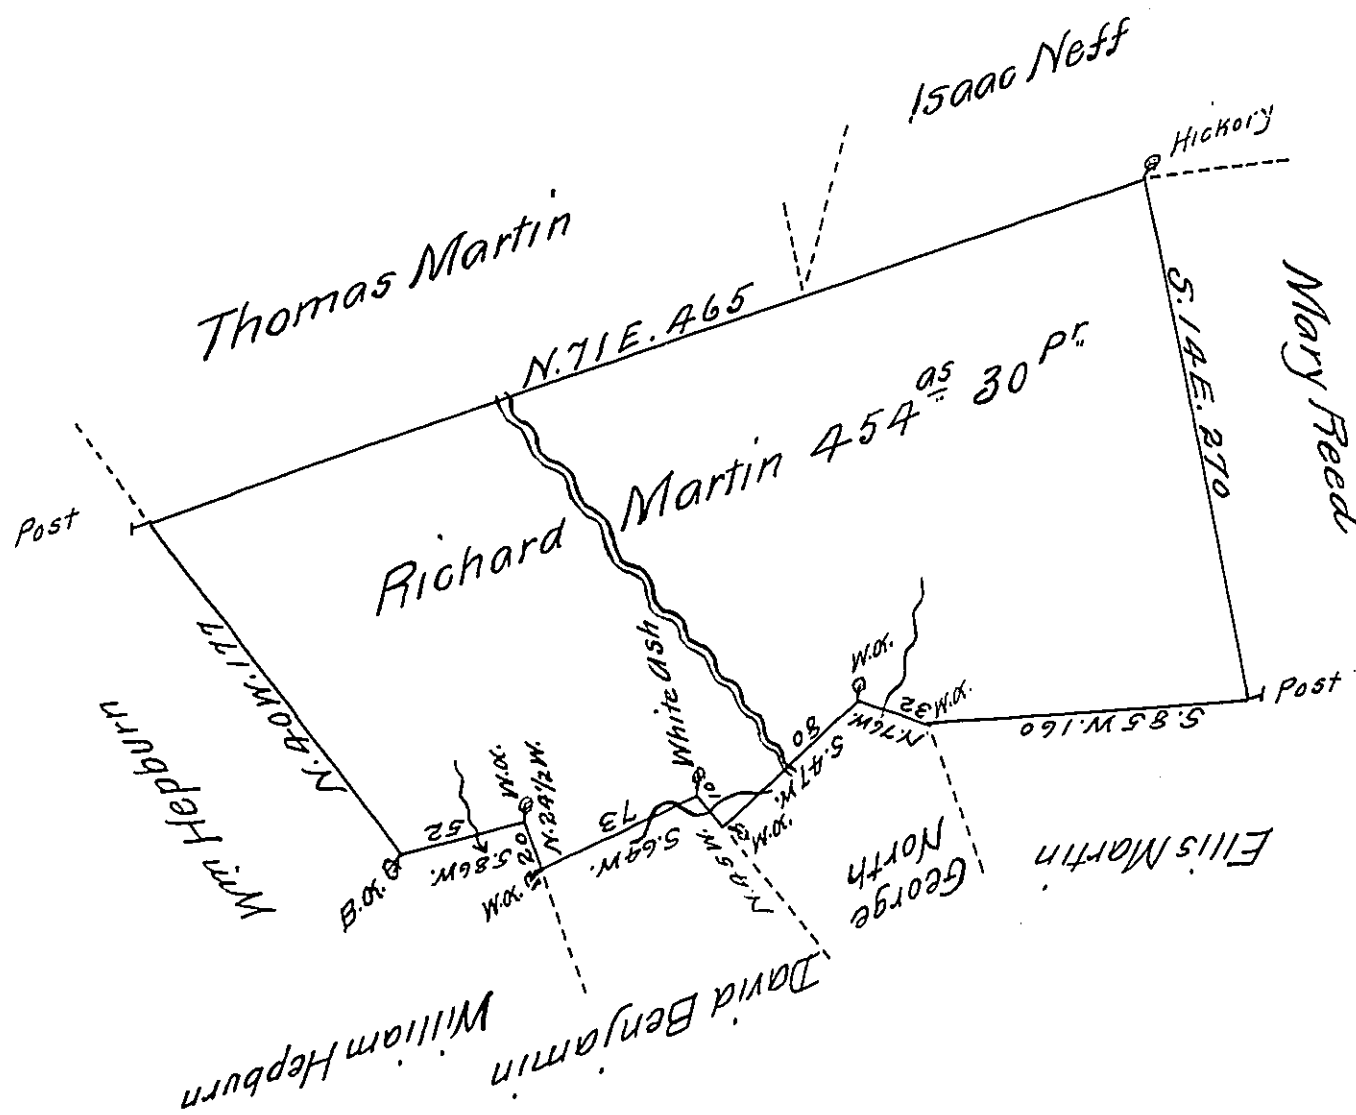 Isaac Neff
Hickory
Thomas Martin
N.71E. 465
Mary Reed
S.14E. 270
Richard Martin 454 as 30 Pr.
Post
Wm Hepburn
N.40W. 177
White ash
W.O.
N.76W. 32
W.O.
S.85W. 160
Post
S.47W. 80
W.O.
N.45W. 10
S.64W. 73
W.O.
N.24½W. 20
W.O.
S.86W. 52
B.O.
Ellis Martin
George
North
David Benjamin
William Hepburn